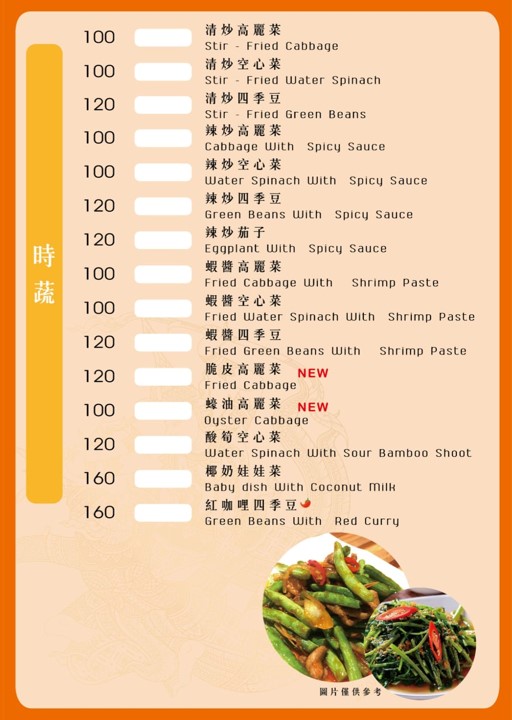 時蔬
100
清炒高麗菜
Stir - Fried Cabbage
100
清炒空心菜
Stir - Fried Water Spinach
120
清炒四季豆
Stir - Fried Green Beans
100
辣炒高麗菜
Cabbage With Spicy Sauce
100
辣炒空心菜
Water Spinach With Spicy Sauce
120
辣炒四季豆
Green Beans With Spicy Sauce
120
辣炒茄子
Eggplant With Spicy Sauce
100
蝦醬高麗菜
Fried Cabbage With Shrimp Paste
100
蝦醬空心菜
Fried Water Spinach With Shrimp Paste
120
蝦醬四季豆
Fried Green Beans With Shrimp Paste
120
脆皮高麗菜 NEW
Fried Cabbage
100
蠔油高麗菜 NEW
Oyster Cabbage
120
酸筍空心菜
Water Spinach With Sour Bamboo Shoot
160
椰奶娃娃菜
Baby dish With Coconut Milk
160
紅咖哩四季豆
Green Beans With Red Curry
圖片僅供參考